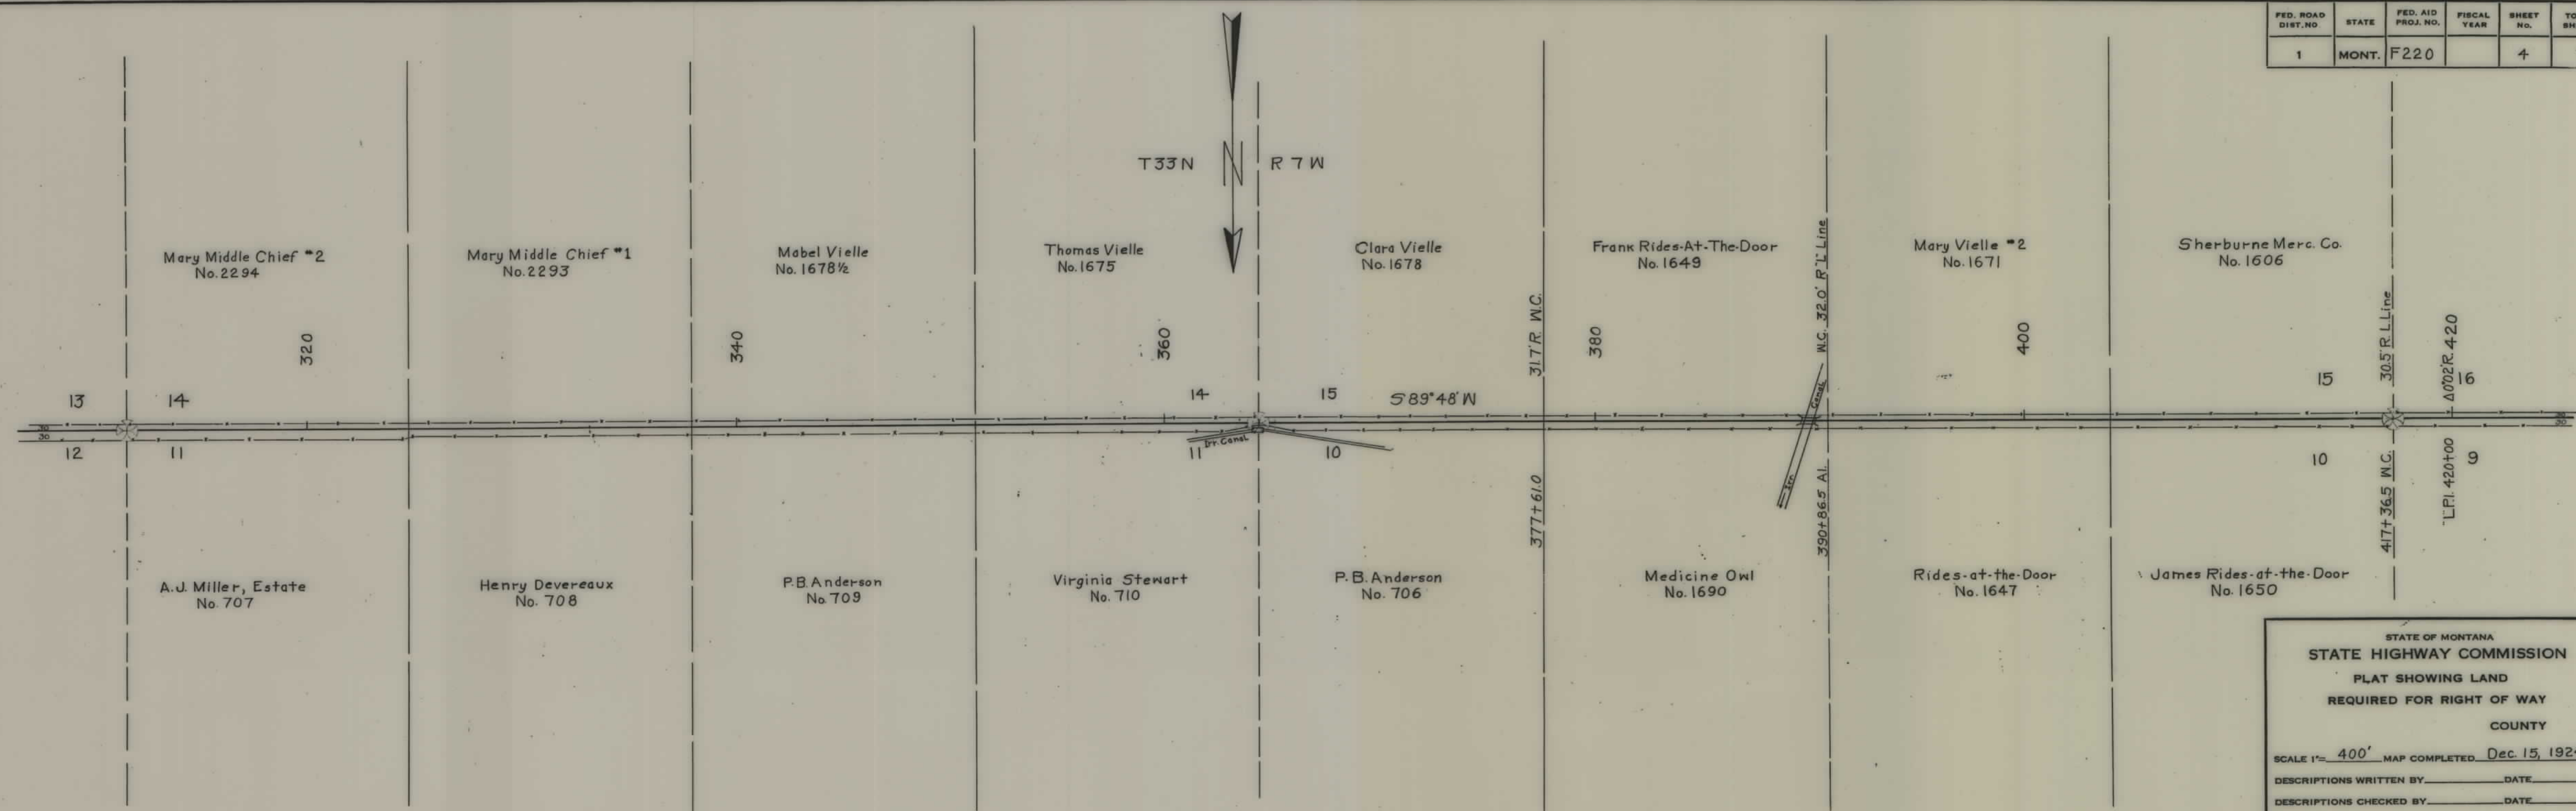 FED. ROAD DIST. NO.
STATE
FED. AID PROJ. NO.
FISCAL YEAR
SHEET No.
1
MONT.
F220
4
T33N
N
R 7 W
Mary Middle Chief #2
No. 2294
Mary Middle Chief #1
No. 2293
Mabel Vielle
No. 1678½
Thomas Vielle
No. 1675
Clara Vielle
No. 1678
Frank Rides-At-The-Door
No. 1649
Mary Vielle #2
No. 1671
Sherburne Merc. Co.
No. 1606
320
340
360
31.7' R. W.C.
380
W.C. 32.0' R "L" Line
400
30.5' R. L. Line
Δ0°02' R. 420
13
14
14
15
S 89°48' W
15
16
30
30
30
Irr. Canal
Irr. Canal
12
11
11
10
10
9
377+61.0
390+86.5 A.I.
417+36.5 W.C.
"L" P.I. 420+00
A.J. Miller, Estate
No. 707
Henry Devereaux
No. 708
P.B. Anderson
No. 709
Virginia Stewart
No. 710
P.B. Anderson
No. 706
Medicine Owl
No. 1690
Rides-at-the-Door
No. 1647
James Rides-at-the-Door
No. 1650
STATE OF MONTANA
STATE HIGHWAY COMMISSION
PLAT SHOWING LAND
REQUIRED FOR RIGHT OF WAY
COUNTY
SCALE 1"= 400' MAP COMPLETED Dec. 15,
DESCRIPTIONS WRITTEN BY DATE
DESCRIPTIONS CHECKED BY DATE